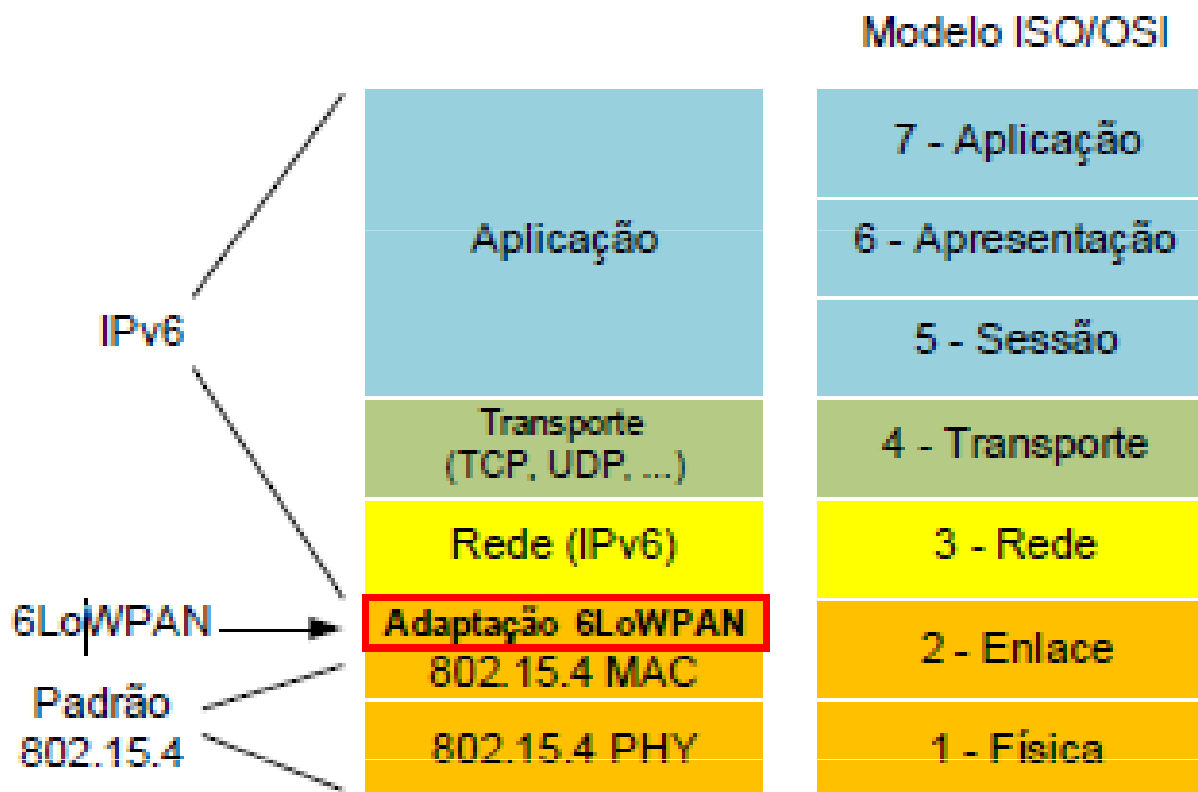 Modelo ISO/OSI
IPv6
6LoWPAN
Padrão
802.15.4
Aplicação
Transporte
(TCP, UDP, ...)
Rede (IPv6)
Adaptação 6LoWPAN
802.15.4 MAC
802.15.4 PHY
7 - Aplicação
6 - Apresentação
5 - Sessão
4 - Transporte
3 - Rede
2 - Enlace
1 - Física